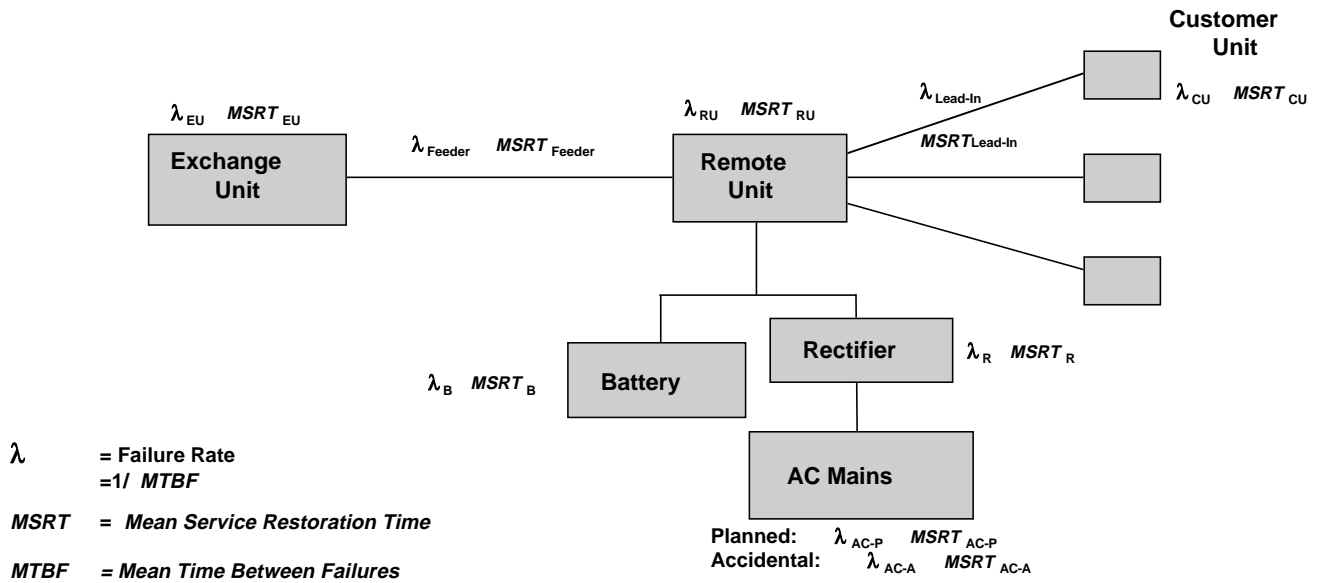 Customer
Unit
λ Lead-In
λ CU MSRT CU
λ EU MSRT EU
λ RU MSRT RU
λ Feeder MSRT Feeder
MSRT Lead-In
Exchange
Unit
Remote
Unit
Rectifier
λ R MSRT R
λ B MSRT B
Battery
AC Mains
λ = Failure Rate
=1/ MTBF
MSRT = Mean Service Restoration Time
MTBF = Mean Time Between Failures
Planned: λ AC-P MSRT AC-P
Accidental: λ AC-A MSRT AC-A